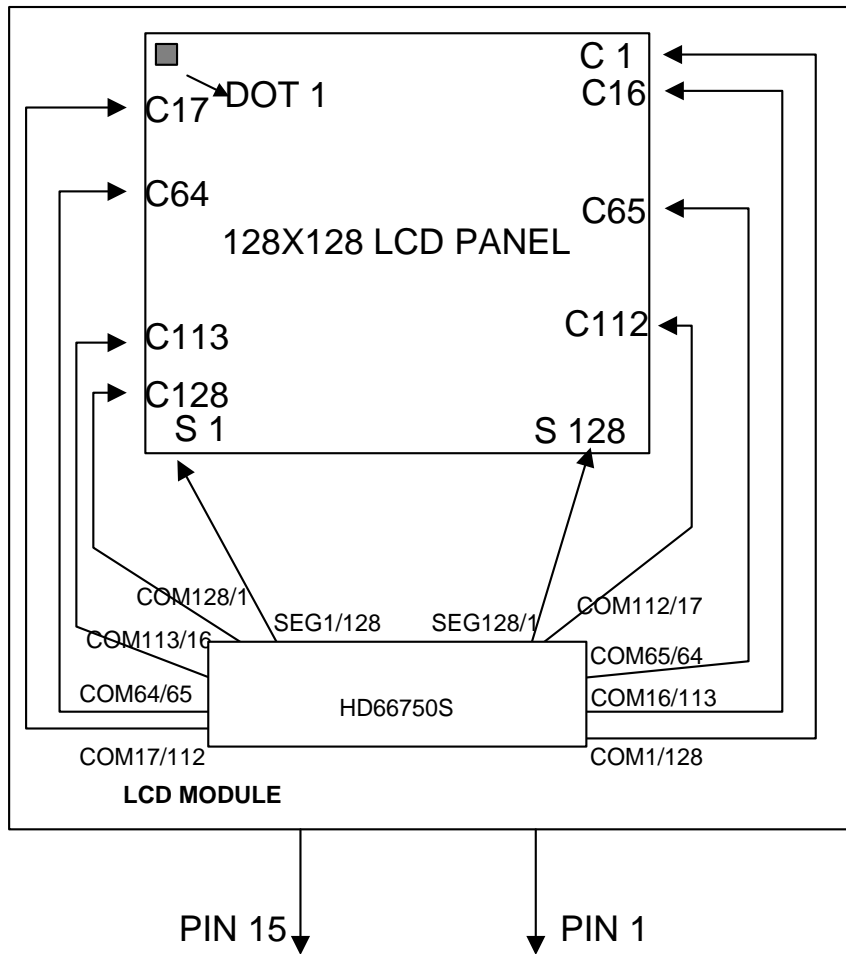 C 1
DOT 1
C16
C17
C64
C65
128X128 LCD PANEL
C112
C113
C128
S 1
S 128
COM128/1
COM112/17
SEG1/128
SEG128/1
COM113/16
COM65/64
COM64/65
HD66750S
COM16/113
COM17/112
COM1/128
LCD MODULE
PIN 15
PIN 1